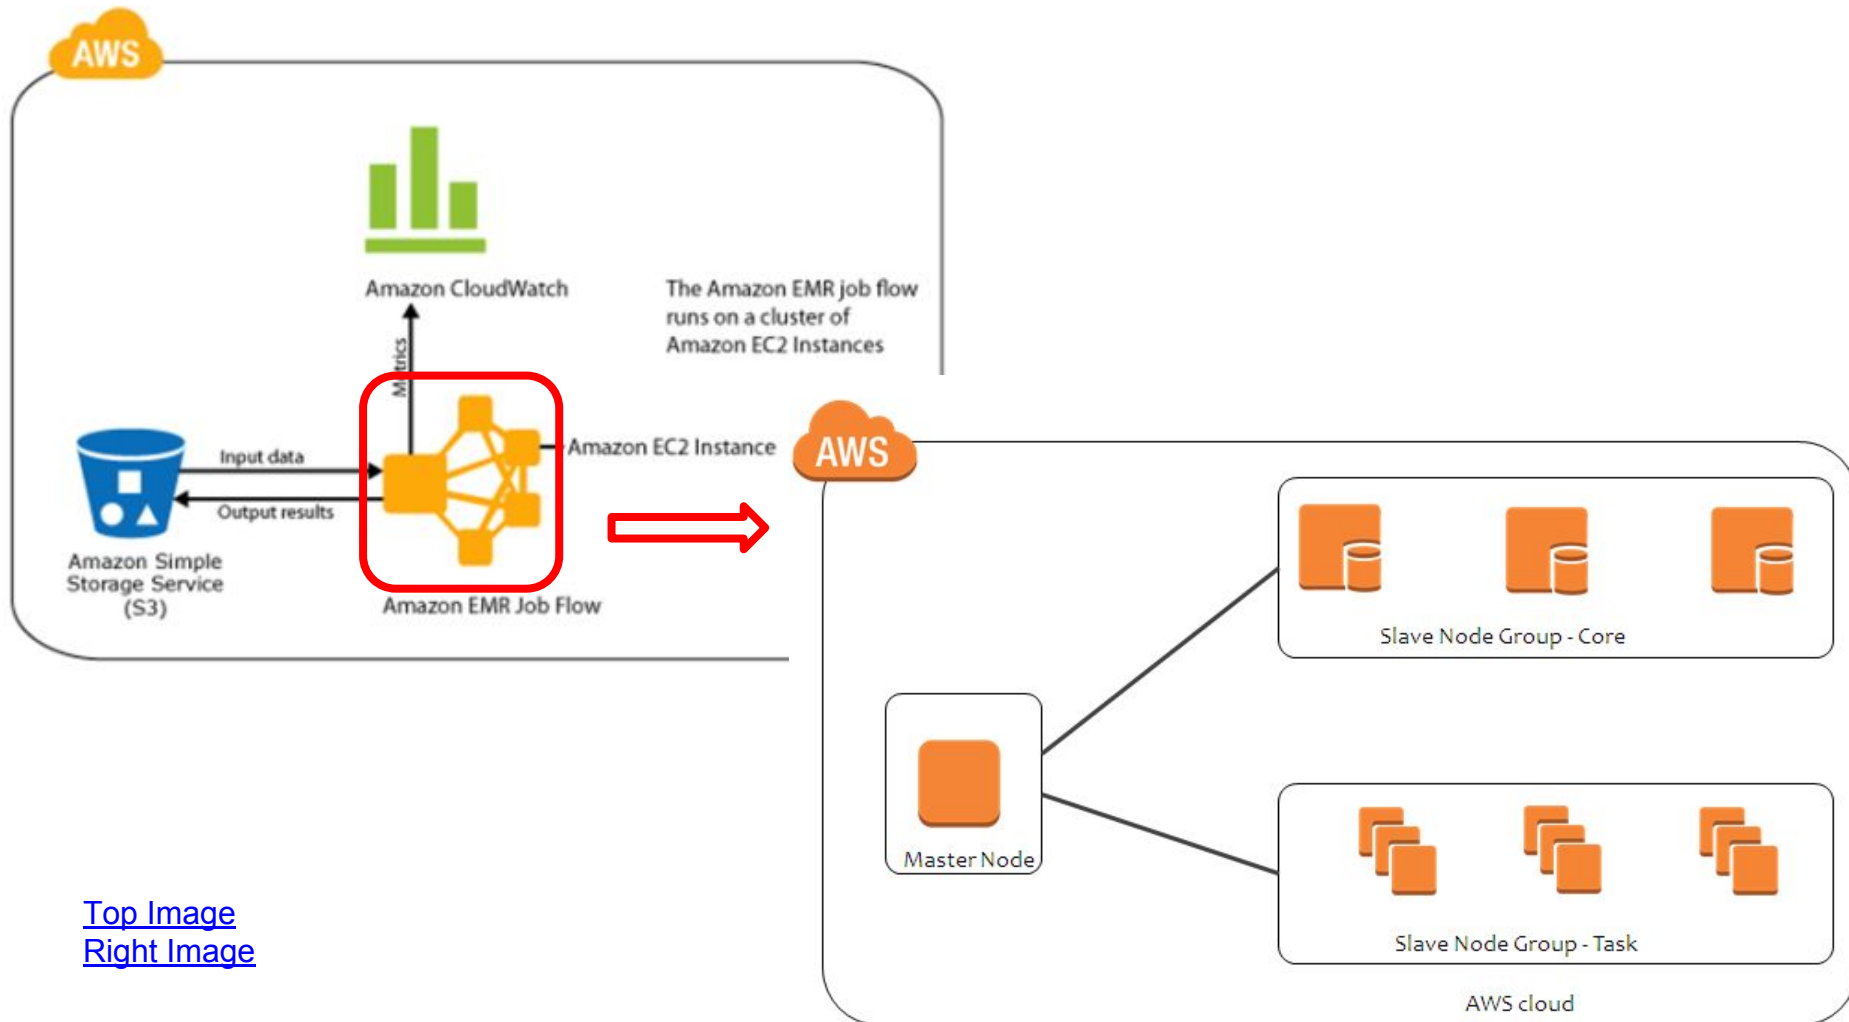 AWS
Amazon CloudWatch
The Amazon EMR job flow
runs on a cluster of
Amazon EC2 Instances
Metrics
Input data
Output results
Amazon EC2 Instance
Amazon Simple
Storage Service
(S3)
Amazon EMR Job Flow
AWS
Slave Node Group - Core
Master Node
Slave Node Group - Task
AWS cloud
Top Image
Right Image